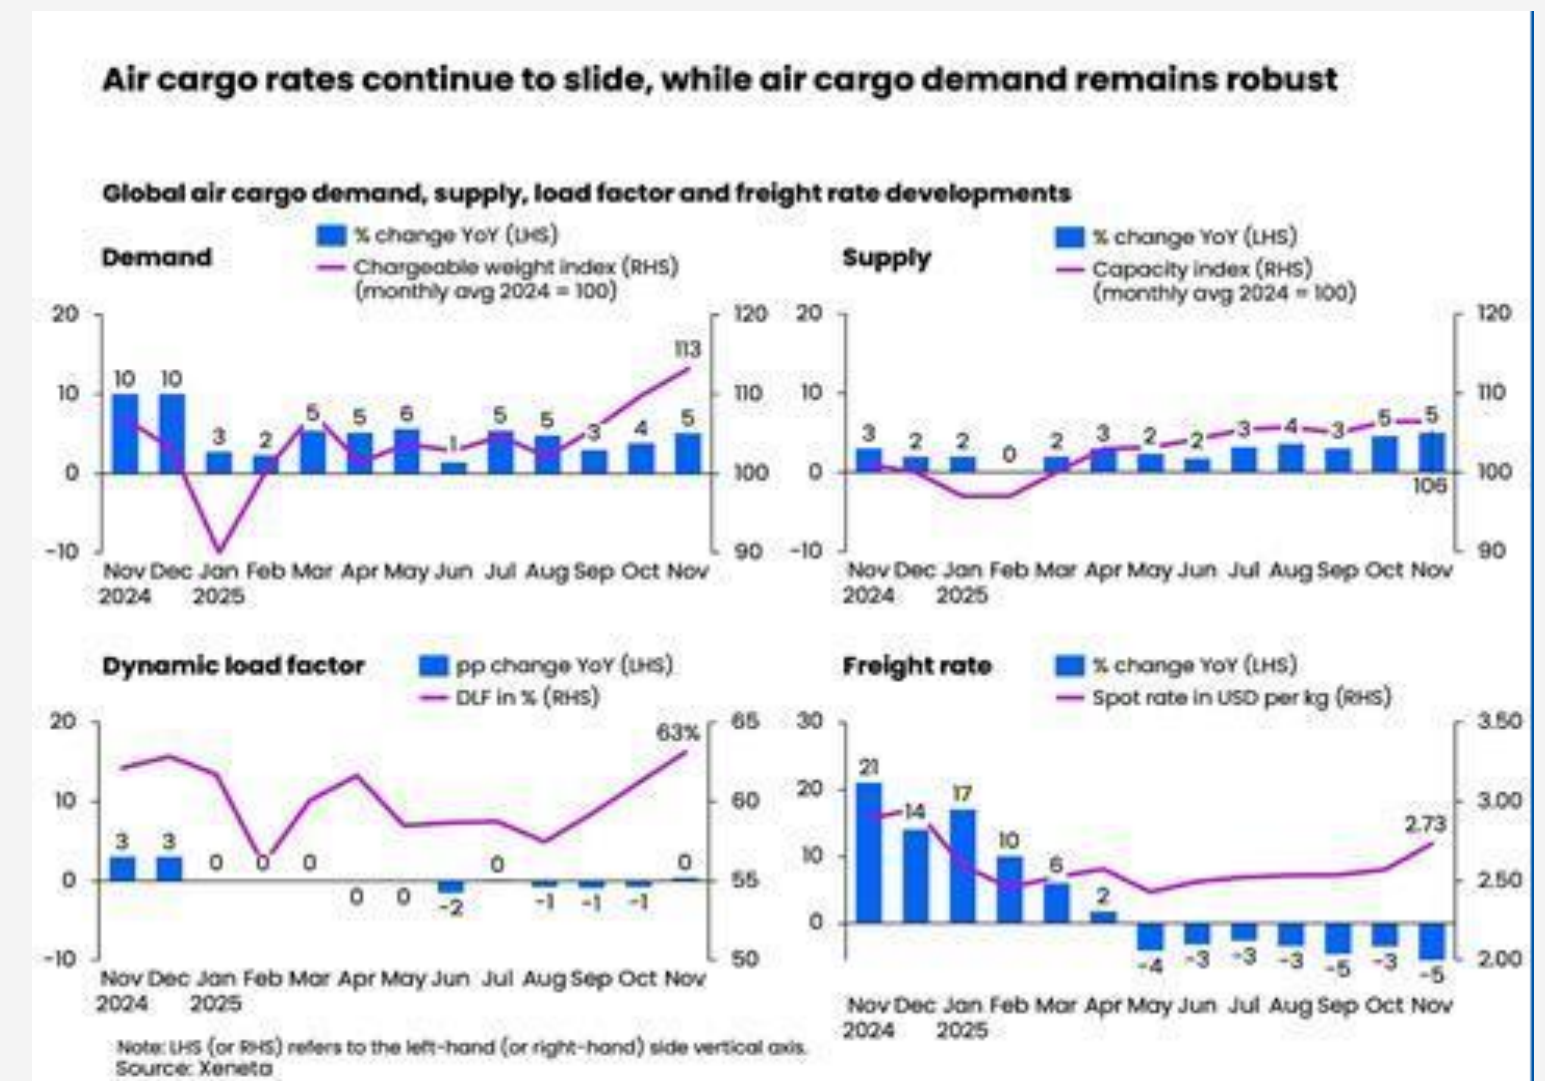 Air cargo rates continue to slide, while air cargo demand remains robust
Global air cargo demand, supply, load factor and freight rate developments
Demand
% change YoY (LHS)
Chargeable weight index (RHS)
(monthly avg 2024 = 100)
20 10 0 -10
10 10 3 2 5 5 6 1 5 5 3 4 5
113
120 110 100 90
Nov Dec Jan Feb Mar Apr May Jun Jul Aug Sep Oct Nov
2024 2025
Supply
% change YoY (LHS)
Capacity index (RHS)
(monthly avg 2024 = 100)
20 10 0 -10
3 2 2 0 2 3 2 2 3 4 3 5 5
106
120 110 100 90
Nov Dec Jan Feb Mar Apr May Jun Jul Aug Sep Oct Nov
2024 2025
Dynamic load factor
pp change YoY (LHS)
DLF in % (RHS)
20 10 0 -10
3 3 0 0 0 0 0 -2 0 -1 -1 -1 0
63%
65 60 55 50
Nov Dec Jan Feb Mar Apr May Jun Jul Aug Sep Oct Nov
2024 2025
Freight rate
% change YoY (LHS)
Spot rate in USD per kg (RHS)
30 20 10 0
21 14 17 10 6 2 -4 -3 -3 -3 -5 -3 -5
2.73
3.50 3.00 2.50 2.00
Nov Dec Jan Feb Mar Apr May Jun Jul Aug Sep Oct Nov
2024 2025
Note: LHS (or RHS) refers to the left-hand (or right-hand) side vertical axis.
Source: Xeneta